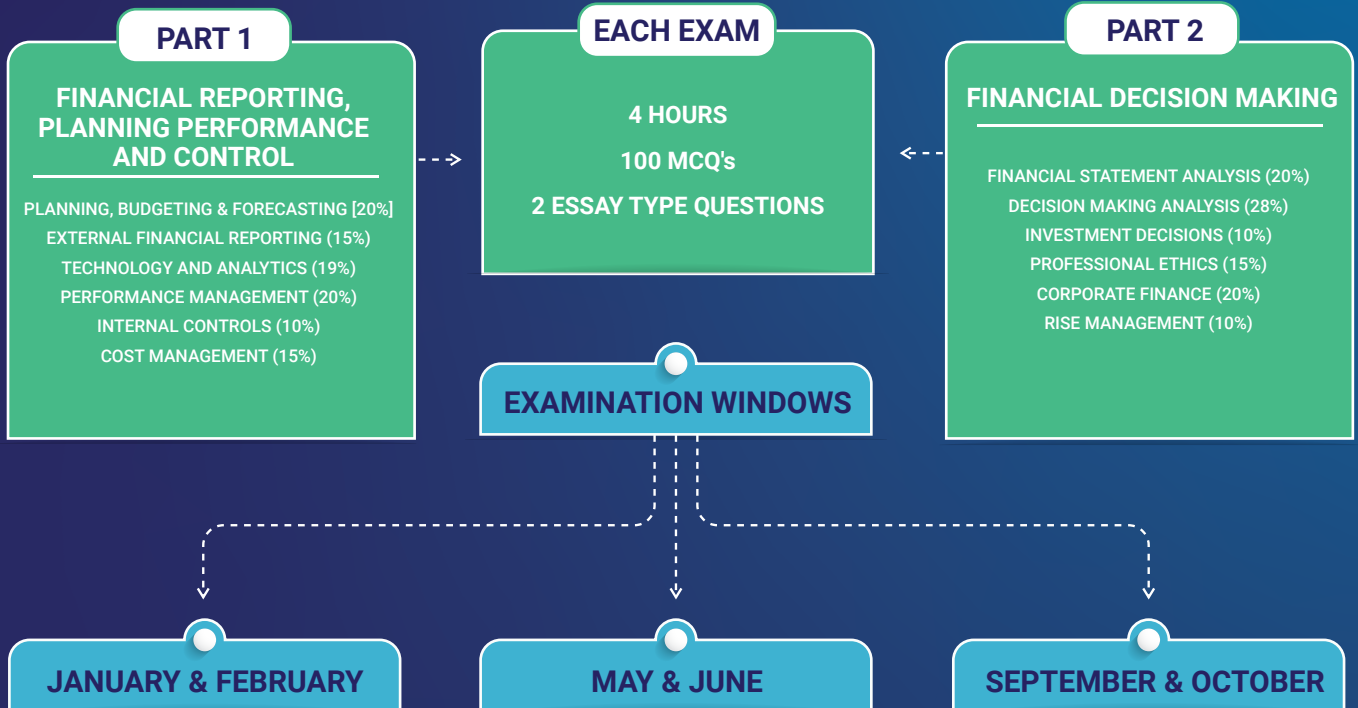 PART 1
FINANCIAL REPORTING,
PLANNING PERFORMANCE
AND CONTROL
PLANNING, BUDGETING & FORECASTING [20%]
EXTERNAL FINANCIAL REPORTING (15%)
TECHNOLOGY AND ANALYTICS (19%)
PERFORMANCE MANAGEMENT (20%)
INTERNAL CONTROLS (10%)
COST MANAGEMENT (15%)
EACH EXAM
4 HOURS
100 MCQ's
2 ESSAY TYPE QUESTIONS
PART 2
FINANCIAL DECISION MAKING
FINANCIAL STATEMENT ANALYSIS (20%)
DECISION MAKING ANALYSIS (28%)
INVESTMENT DECISIONS (10%)
PROFESSIONAL ETHICS (15%)
CORPORATE FINANCE (20%)
RISE MANAGEMENT (10%)
EXAMINATION WINDOWS
JANUARY & FEBRUARY
MAY & JUNE
SEPTEMBER & OCTOBER